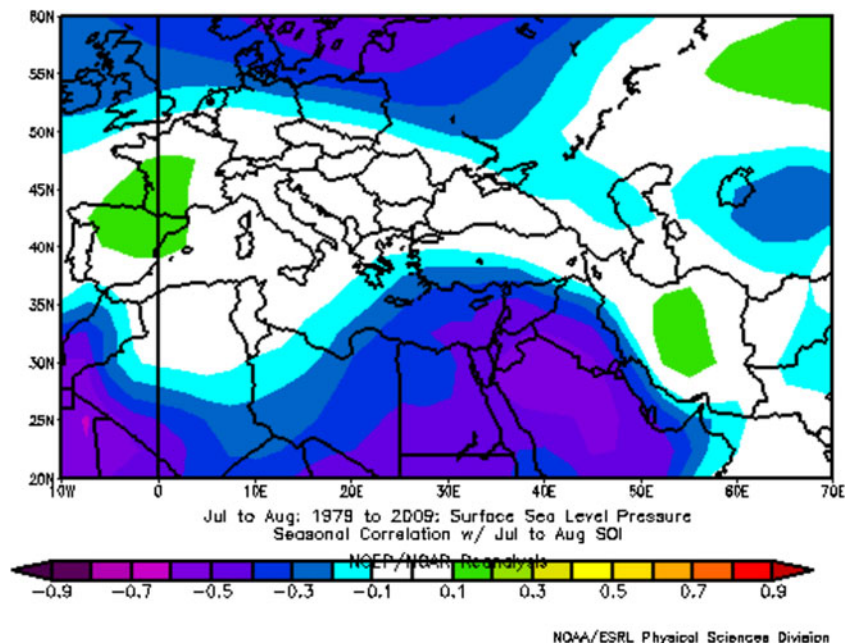 60N
55N
50N
45N
40N
35N
30N
25N
20N
10W 0 10E 20E 30E 40E 50E 60E 70E
Jul to Aug: 1979 to 2009: Surface Sea Level Pressure
Seasonal Correlation w/ Jul to Aug SOI
NCEP/NCAR Reanalysis
-0.9 -0.7 -0.5 -0.3 -0.1 0.1 0.3 0.5 0.7 0.9
NOAA/ESRL Physical Sciences Division